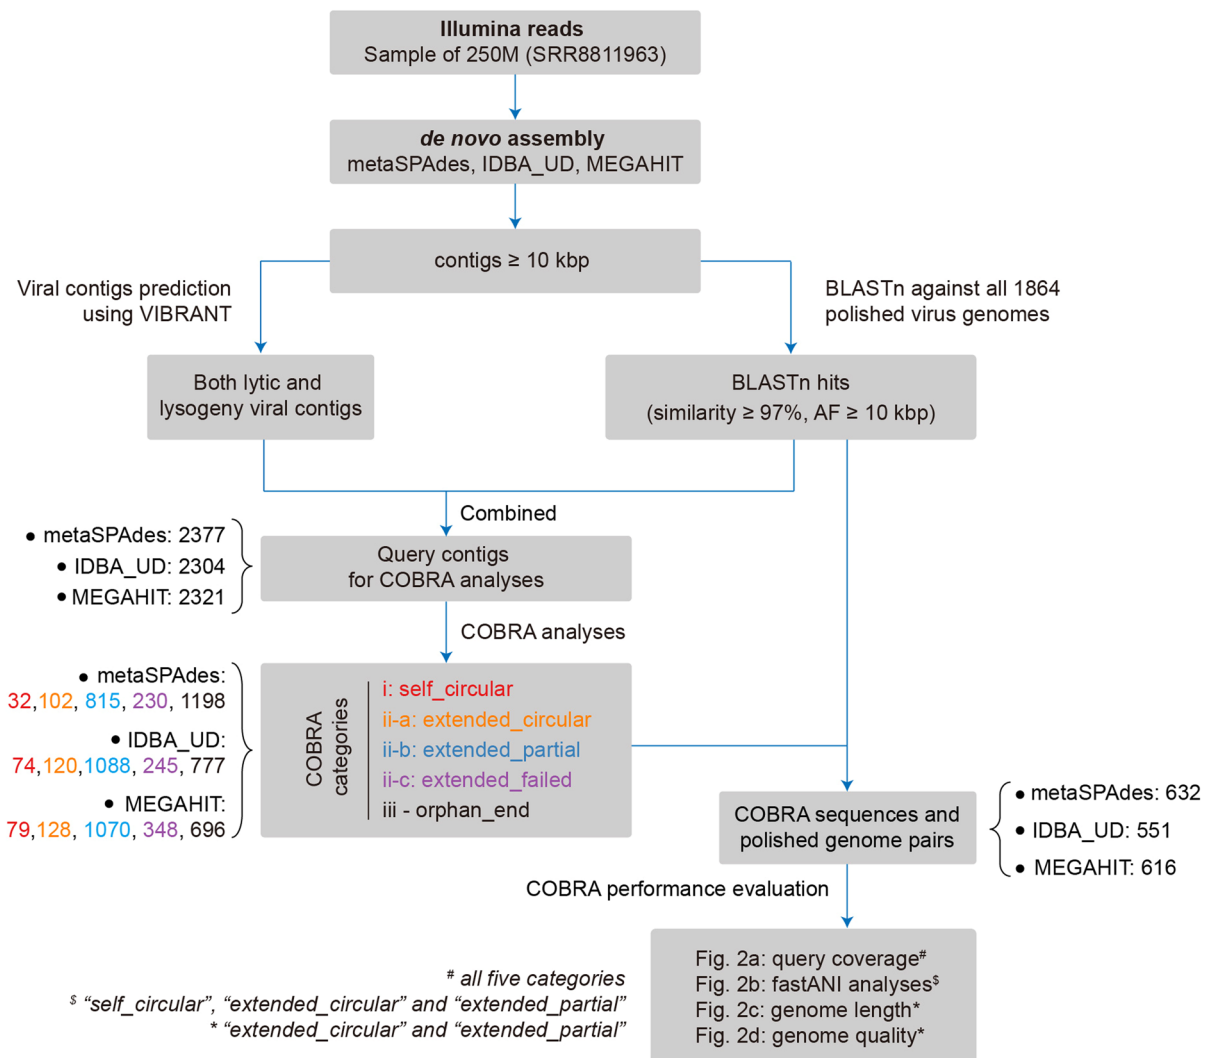 Illumina reads
Sample of 250M (SRR8811963)
de novo assembly
metaSPAdes, IDBA_UD, MEGAHIT
contigs ≥ 10 kbp
Viral contigs prediction
using VIBRANT
BLASTn against all 1864
polished virus genomes
Both lytic and
lysogeny viral contigs
BLASTn hits
(similarity ≥ 97%, AF ≥ 10 kbp)
Combined
● metaSPAdes: 2377
● IDBA_UD: 2304
● MEGAHIT: 2321
Query contigs
for COBRA analyses
COBRA analyses
● metaSPAdes:
32,102, 815, 230, 1198
● IDBA_UD:
74,120,1088, 245, 777
● MEGAHIT:
79,128, 1070, 348, 696
COBRA
categories
i: self_circular
ii-a: extended_circular
ii-b: extended_partial
ii-c: extended_failed
iii - orphan_end
COBRA sequences and
polished genome pairs
● metaSPAdes: 632
● IDBA_UD: 551
● MEGAHIT: 616
COBRA performance evaluation
Fig. 2a: query coverage#
Fig. 2b: fastANI analyses$
Fig. 2c: genome length*
Fig. 2d: genome quality*
# all five categories
$ “self_circular”, “extended_circular” and “extended_partial”
* “extended_circular” and “extended_partial”